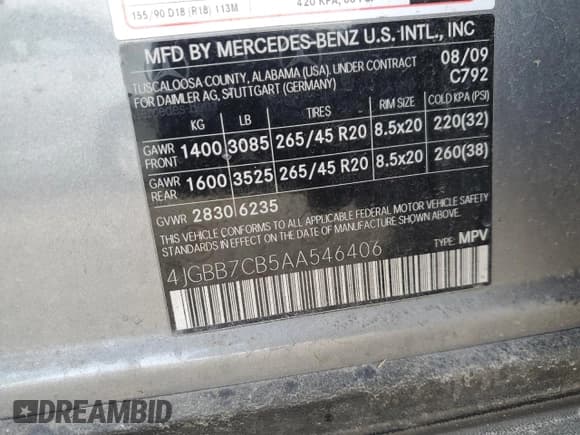 155/90 D18 (R18) 113M
MFD BY MERCEDES-BENZ U.S. INTL., INC
TUSCALOOSA COUNTY, ALABAMA (USA). UNDER CONTRACT 08/09
FOR DAIMLER AG, STUTTGART (GERMANY) C792
KG LB TIRES RIM SIZE COLD KPA (PSI)
GAWR FRONT 1400 3085 265/45 R20 8.5x20 220(32)
GAWR REAR 1600 3525 265/45 R20 8.5x20 260(38)
GVWR 2830 6235
THIS VEHICLE CONFORMS TO ALL APPLICABLE FEDERAL MOTOR VEHICLE SAFETY
STANDARDS IN EFFECT ON THE DATE OF MANUFACTURE SHOWN ABOVE.
4JGBB7CB5AA546406 TYPE: MPV
DREAMBID